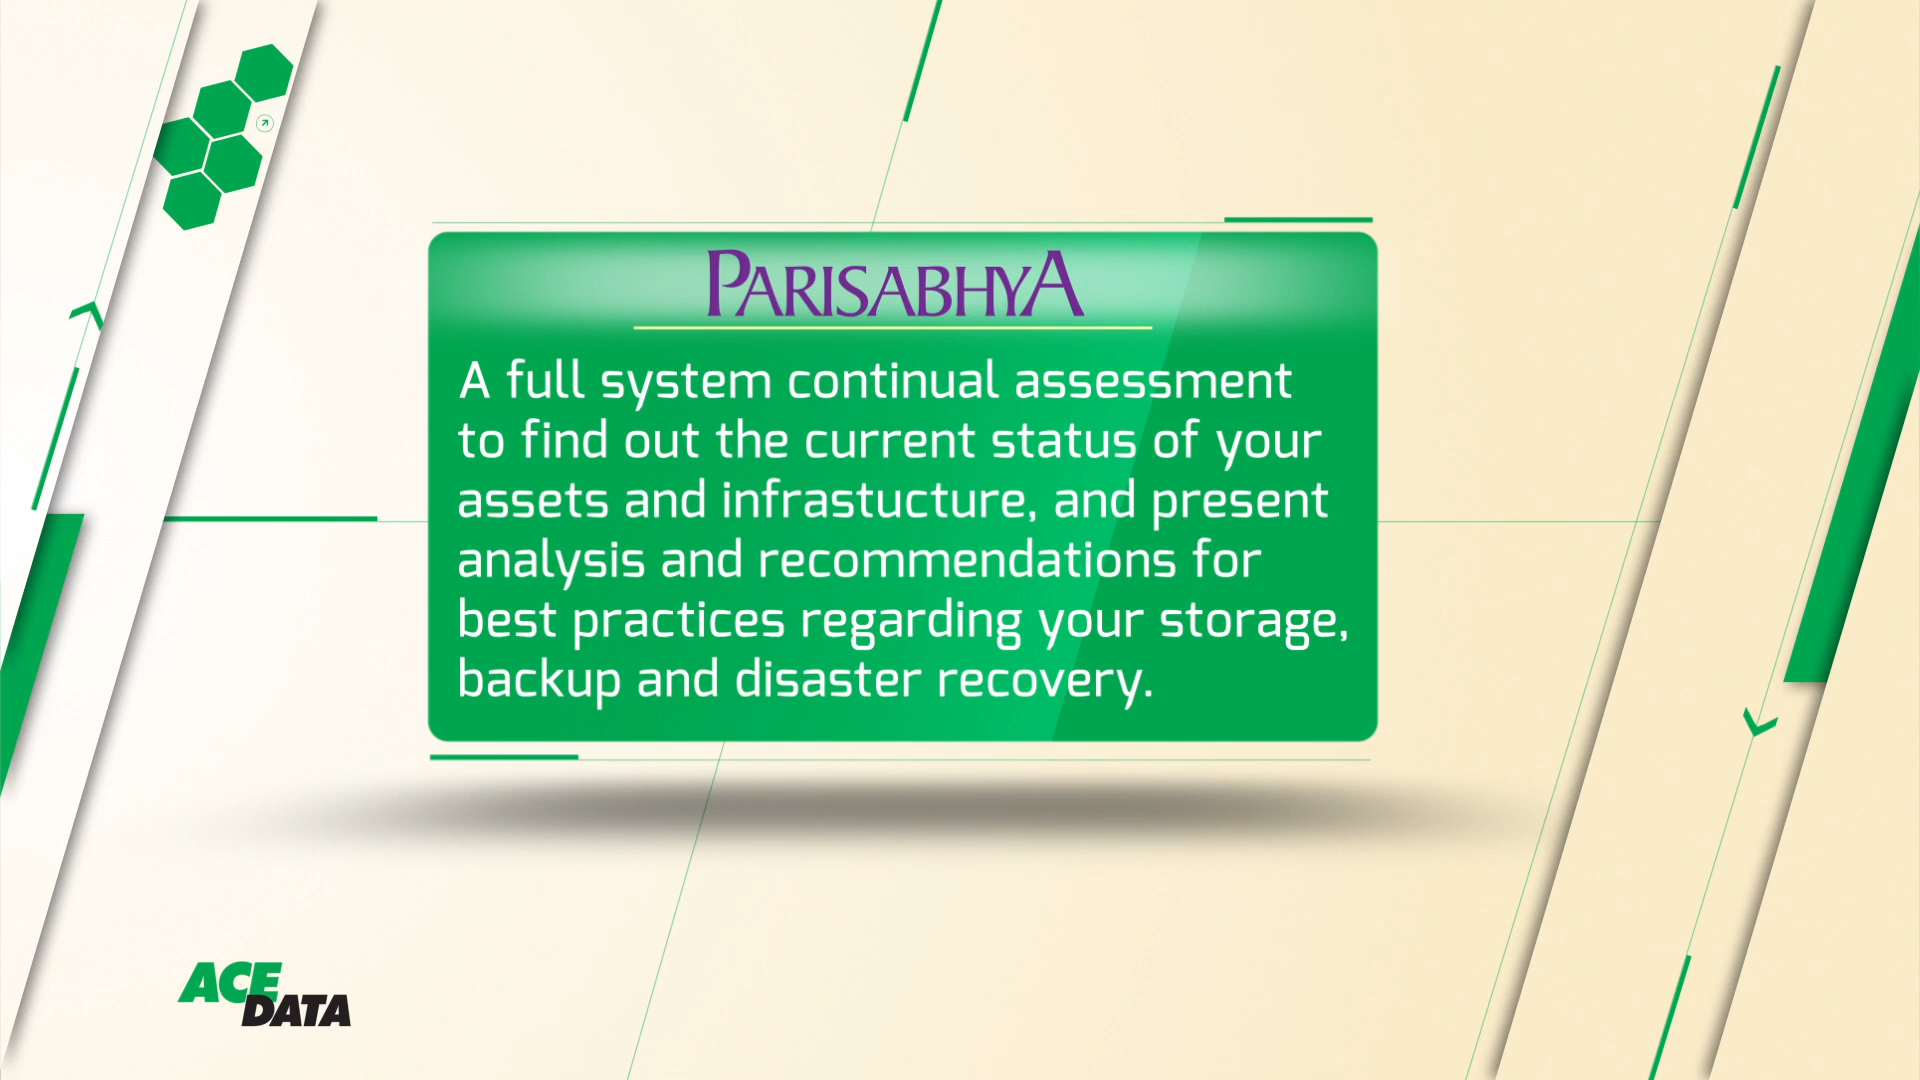 PARISABHYA
A full system continual assessment
to find out the current status of your
assets and infrastucture, and present
analysis and recommendations for
best practices regarding your storage,
backup and disaster recovery.
ACE
DATA